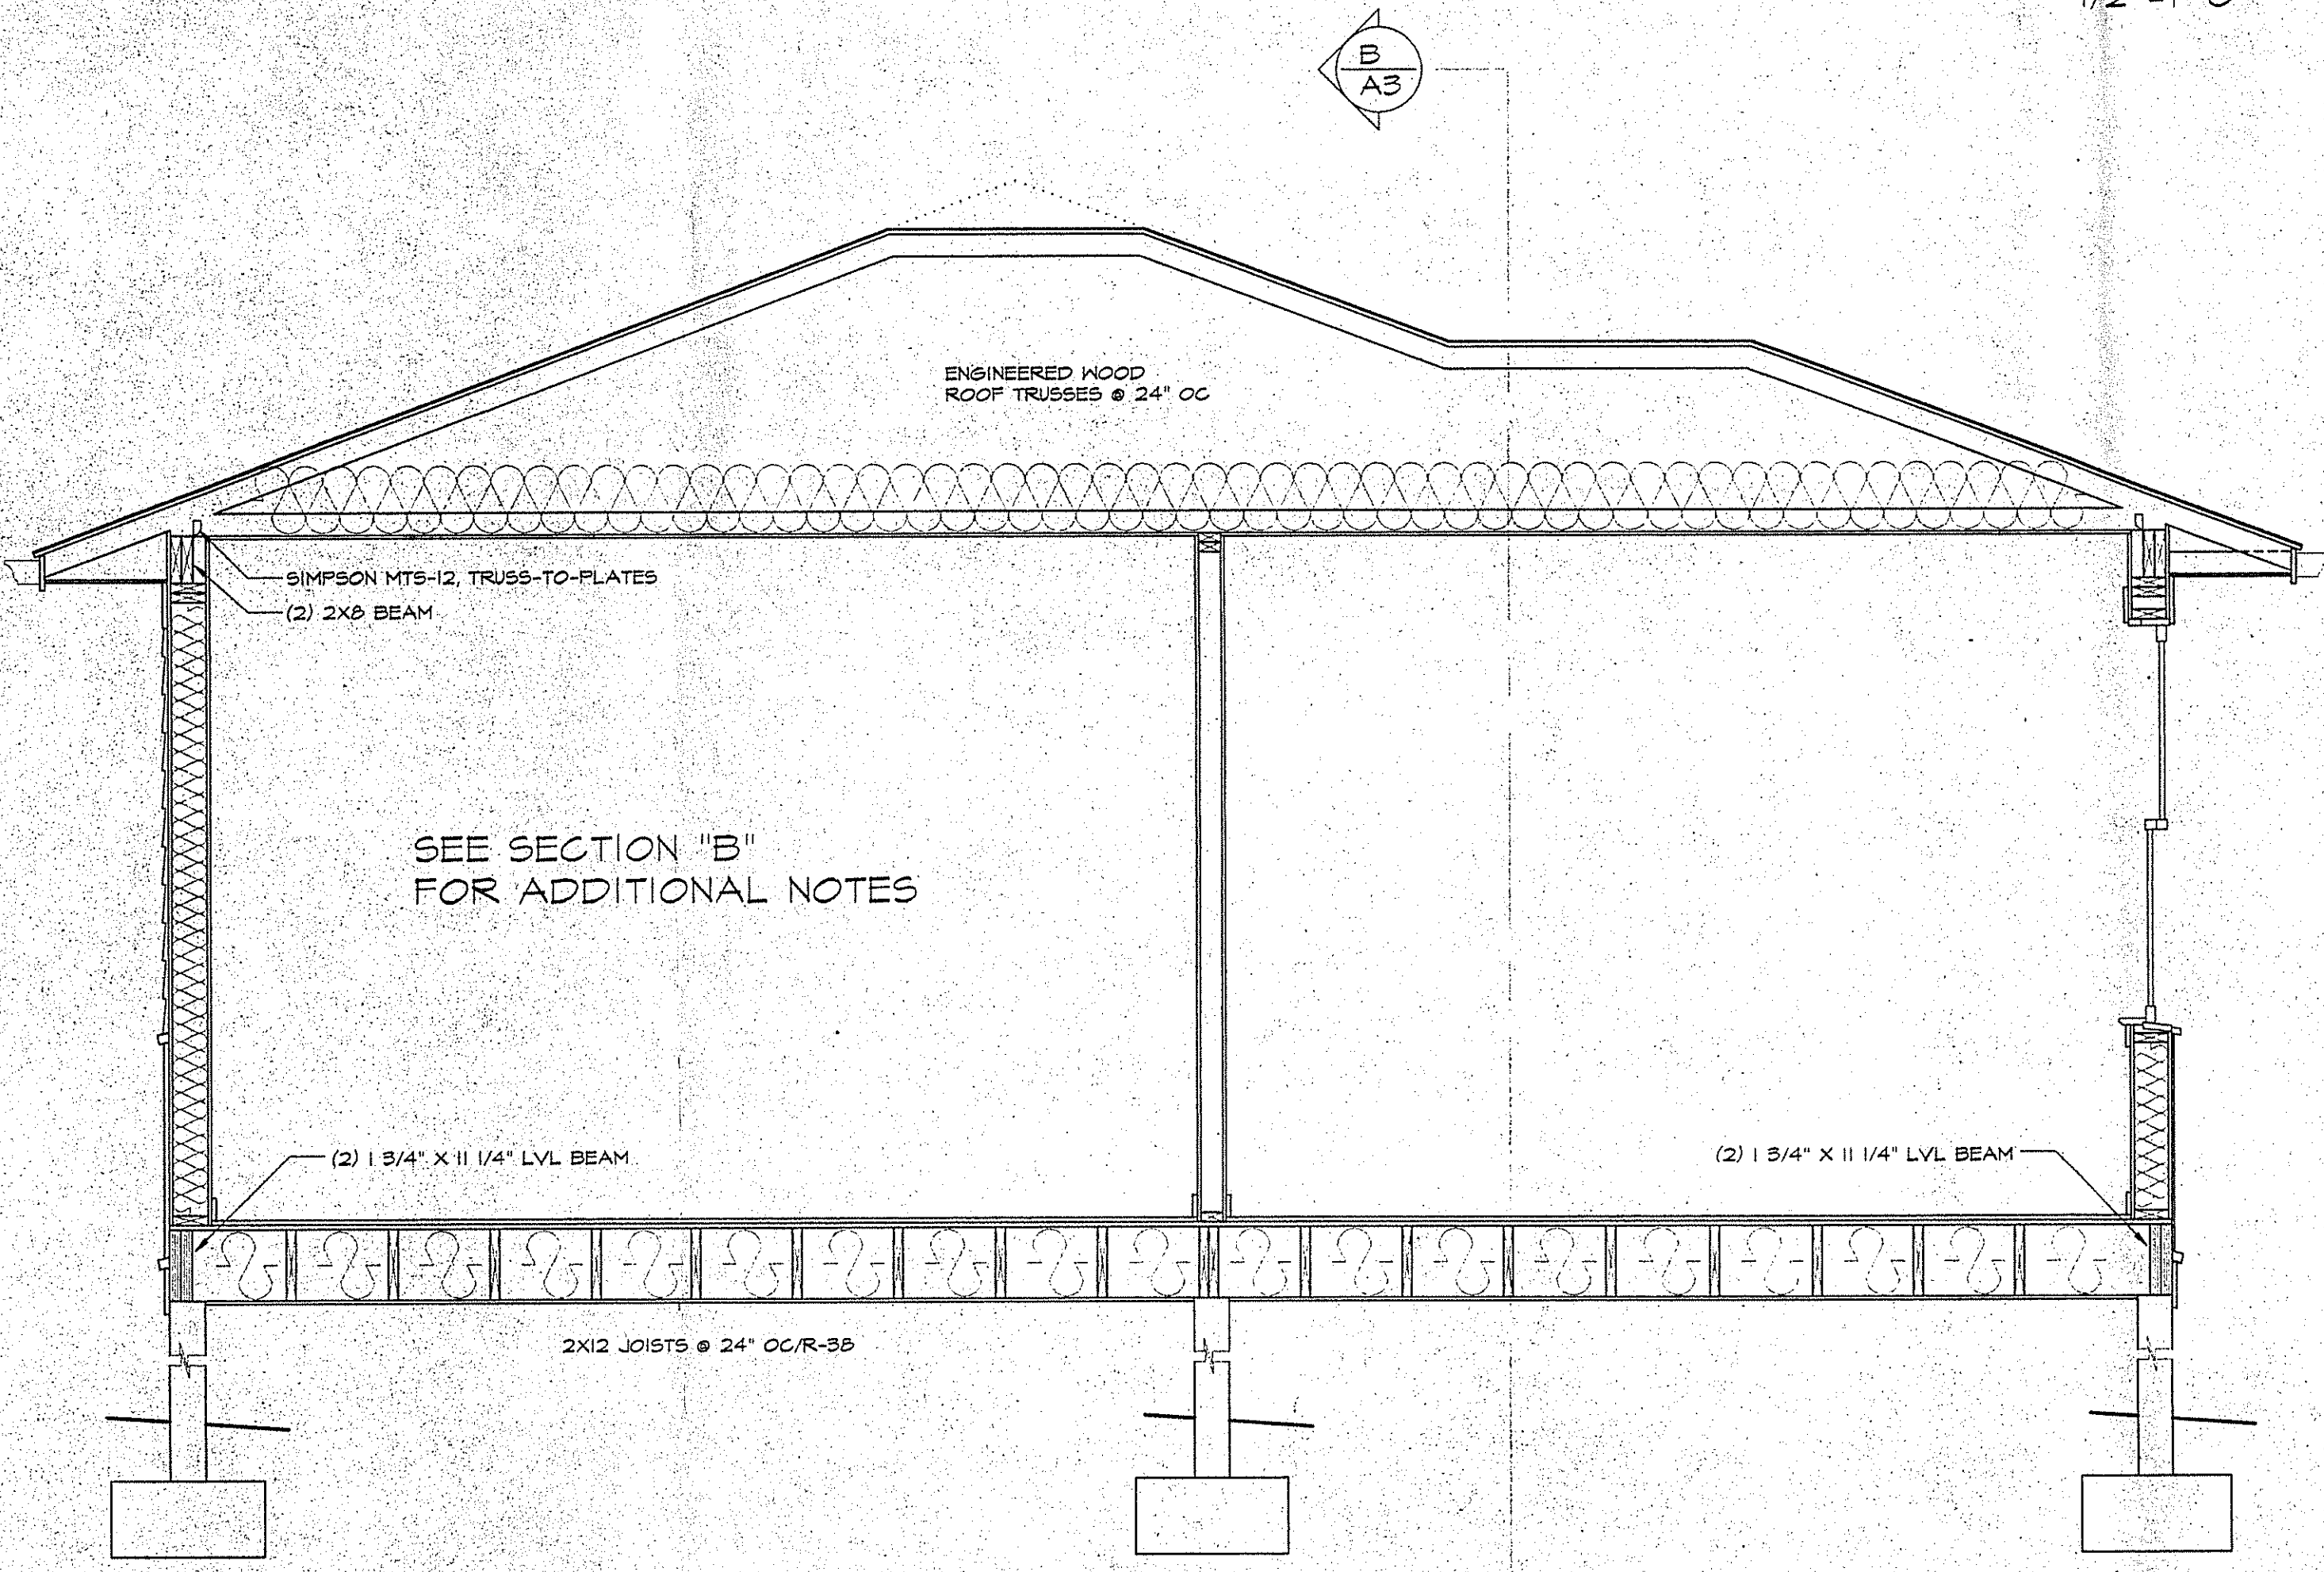 B
A3
ENGINEERED WOOD
ROOF TRUSSES @ 24" OC
SIMPSON MTS-12, TRUSS-TO-PLATES
(2) 2X8 BEAM
SEE SECTION "B"
FOR ADDITIONAL NOTES
(2) 1 3/4" X 11 1/4" LVL BEAM
(2) 1 3/4" X 11 1/4" LVL BEAM
2X12 JOISTS @ 24" OC/R-38